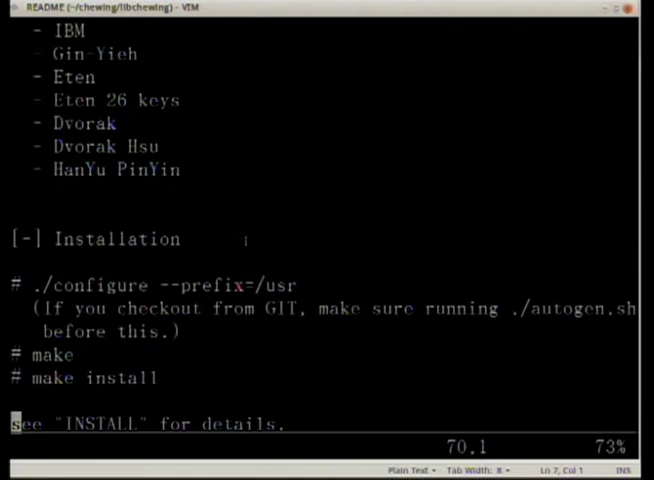 README (~/chewing/libchewing) - VIM
- IBM
- Gin-Yieh
- Eten
- Eten 26 keys
- Dvorak
- Dvorak Hsu
- HanYu PinYin
[-] Installation
# ./configure --prefix=/usr
(If you checkout from GIT, make sure running ./autogen.sh
before this.)
# make
# make install
see "INSTALL" for details.
70,1 73%
Plain Text Tab Width: 8 Ln 7, Col 1 INS